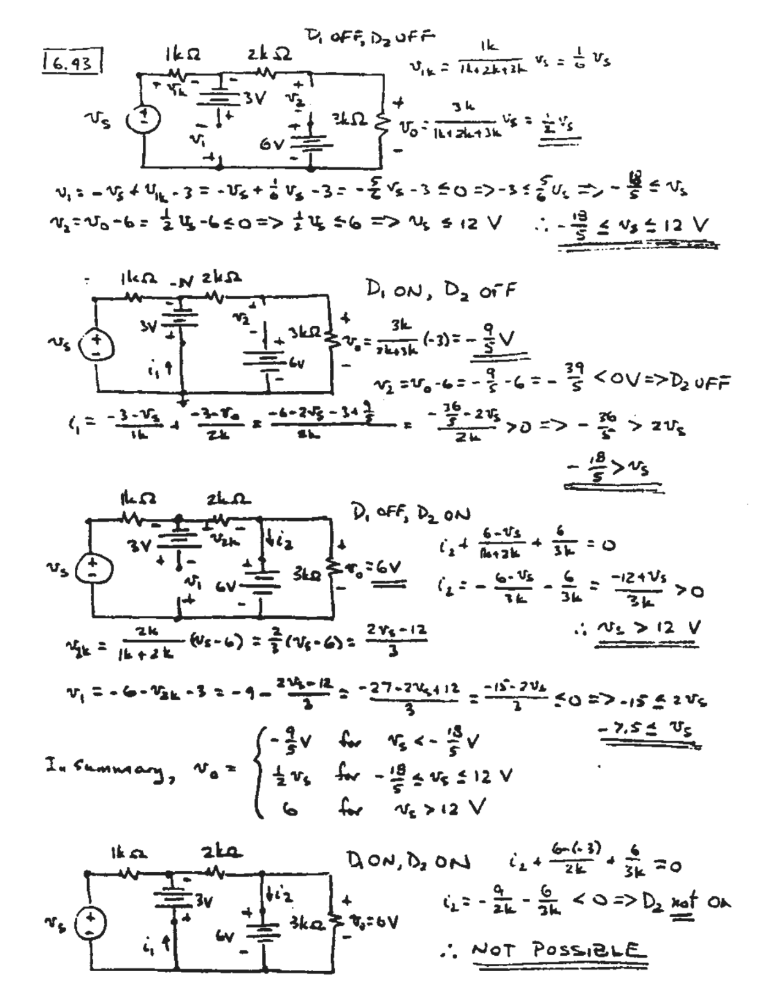 D₁ OFF, D₂ OFF
6.93
1kΩ 2kΩ
v₁ₖ = 1k/(1k+2k+3k) vₛ = 1/6 vₛ
+ v₁ₖ - - 3V + v₂ - 3kΩ +
vₛ + - v₀ = 3k/(1k+2k+3k) vₛ = 1/2 vₛ
- v₁ + 6V + - -
v₁ = -vₛ + v₁ₖ - 3 = -vₛ + 1/6 vₛ - 3 = -5/6 vₛ - 3 ≤ 0 => -3 ≤ 5/6 vₛ => -18/5 ≤ vₛ
v₂ = v₀ - 6 = 1/2 vₛ - 6 ≤ 0 => 1/2 vₛ ≤ 6 => vₛ ≤ 12 V ∴ -18/5 ≤ vₛ ≤ 12 V
1kΩ -3V 2kΩ D₁ ON, D₂ OFF
vₛ + - - 3V + + v₂ - 3kΩ + v₀ = 3k/(2k+3k) (-3) = -9/5 V
i₁ + 6V - -
v₂ = v₀ - 6 = -9/5 - 6 = -39/5 < 0V => D₂ OFF
i₁ = (-3-vₛ)/1k + (-3-v₀)/2k = (-6-2vₛ-3+9/5)/2k = (-36/5-2vₛ)/2k > 0 => -36/5 > 2vₛ
-18/5 > vₛ
1kΩ 2kΩ D₁ OFF, D₂ ON
- 3V + + v₂ₖ - i₂ i₂ + (6-vₛ)/(1k+2k) + 6/3k = 0
vₛ + - - v₁ + + 6V - 3kΩ + v₀ = 6V - i₂ = -(6-vₛ)/3k - 6/3k = (-12+vₛ)/3k > 0
∴ vₛ > 12 V
v₂ₖ = 2k/(1k+2k) (vₛ-6) = 2/3 (vₛ-6) = (2vₛ-12)/3
v₁ = -6-v₂ₖ-3 = -9 - (2vₛ-12)/3 = (-27-2vₛ+12)/3 = (-15-2vₛ)/3 ≤ 0 => -15 ≤ 2vₛ
-7.5 ≤ vₛ
In summary, v₀ = {
-9/5 V for vₛ < -18/5 V
1/2 vₛ for -18/5 ≤ vₛ ≤ 12 V
6 for vₛ > 12 V
1kΩ 2kΩ D₁ ON, D₂ ON i₂ + (6-(-3))/2k + 6/3k = 0
- 3V + i₂ i₂ = -9/2k - 6/3k < 0 => D₂ not on
vₛ + - i₁ + 6V - 3kΩ + v₀ = 6V -
∴ NOT POSSIBLE